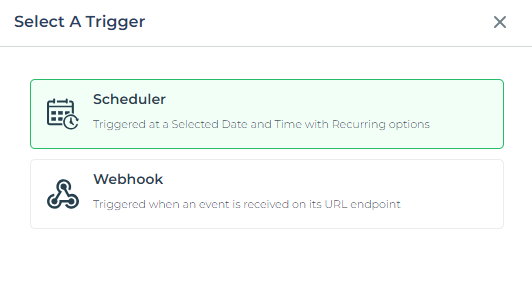 Select A Trigger
Scheduler
Triggered at a Selected Date and Time with Recurring options
Webhook
Triggered when an event is received on its URL endpoint